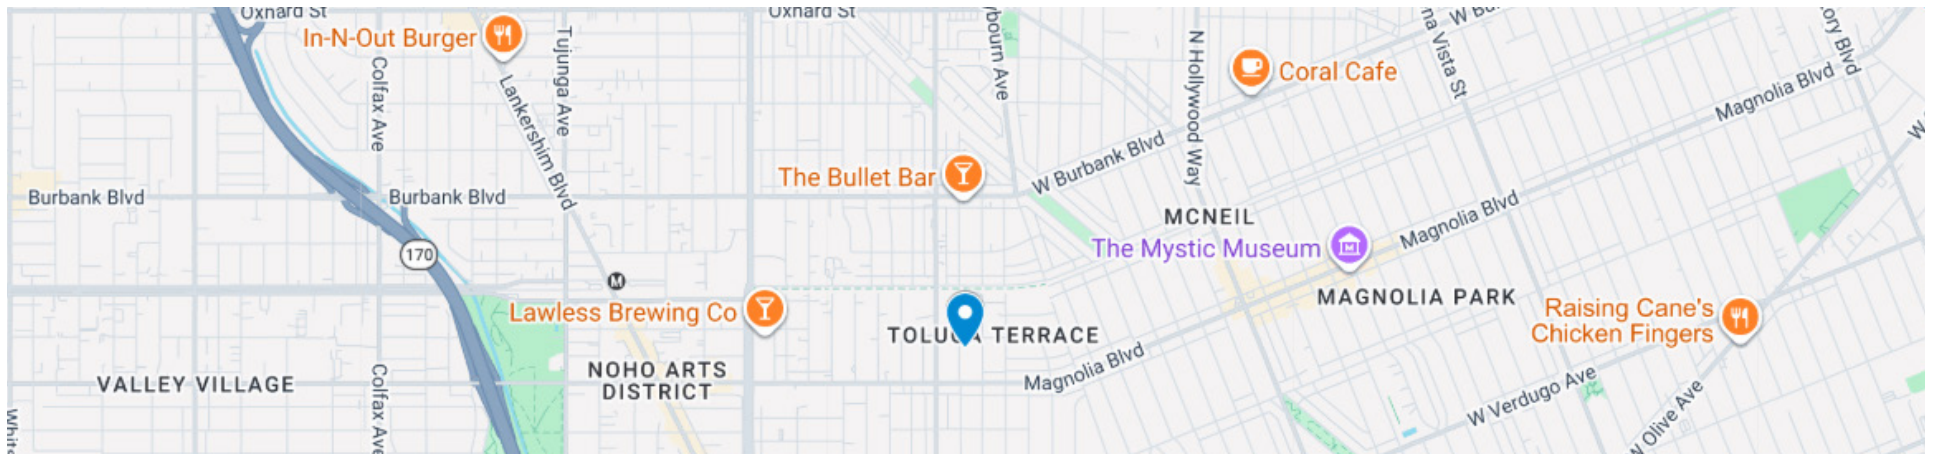 Oxnard St
Oxnard St
In-N-Out Burger
Colfax Ave
Tujunga Ave
Lankershim Blvd
N Hollywood Way
Coral Cafe
Magnolia Blvd
The Bullet Bar
W Burbank Blvd
Burbank Blvd
Burbank Blvd
170
M
MCNEIL
The Mystic Museum
Magnolia Blvd
MAGNOLIA PARK
Lawless Brewing Co
TOLUCA TERRACE
Raising Cane's
Chicken Fingers
VALLEY VILLAGE
NOHO ARTS
DISTRICT
Colfax Ave
Magnolia Blvd
W Verdugo Ave
W Olive Ave